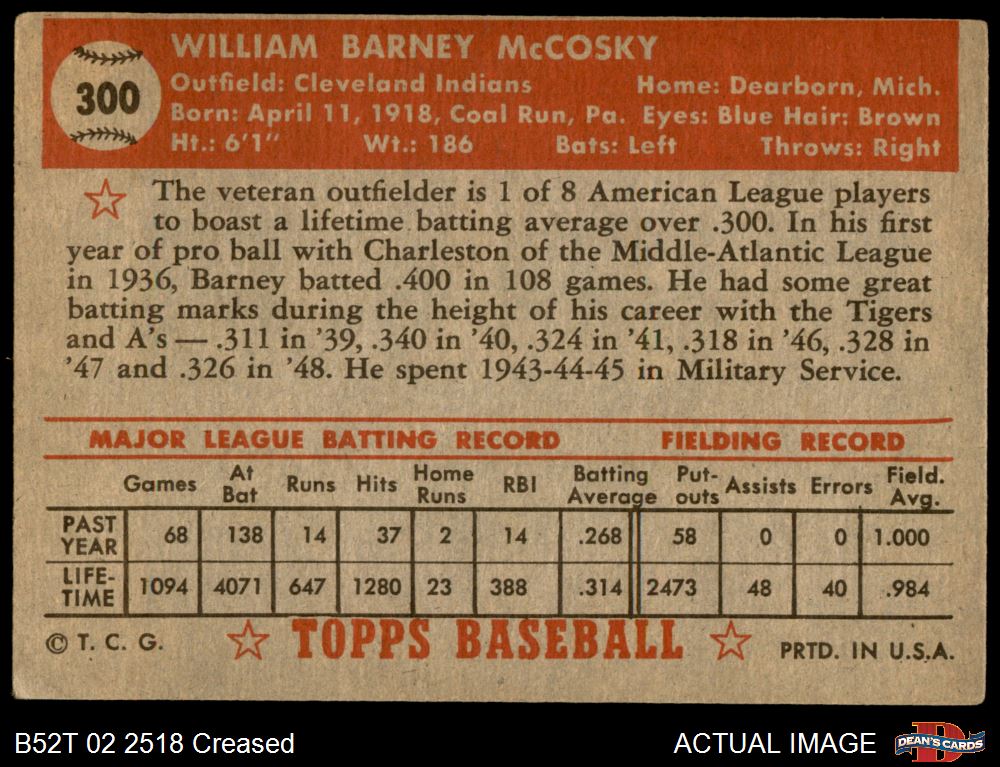 300
WILLIAM BARNEY McCOSKY
Outfield: Cleveland Indians Home: Dearborn, Mich.
Born: April 11, 1918, Coal Run, Pa. Eyes: Blue Hair: Brown
Ht.: 6'1" Wt.: 186 Bats: Left Throws: Right
The veteran outfielder is 1 of 8 American League players
to boast a lifetime batting average over .300. In his first
year of pro ball with Charleston of the Middle-Atlantic League
in 1936, Barney batted .400 in 108 games. He had some great
batting marks during the height of his career with the Tigers
and A's — .311 in '39, .340 in '40, .324 in '41, .318 in '46, .328 in
'47 and .326 in '48. He spent 1943-44-45 in Military Service.
MAJOR LEAGUE BATTING RECORD FIELDING RECORD
Games At Bat Runs Hits Home Runs RBI Batting Average Put-outs Assists Errors Field. Avg.
PAST YEAR 68 138 14 37 2 14 .268 58 0 0 1.000
LIFE-TIME 1094 4071 647 1280 23 388 .314 2473 48 40 .984
© T. C. G. TOPPS BASEBALL PRTD. IN U.S.A.
B52T 02 2518 Creased ACTUAL IMAGE DEAN'S CARDS